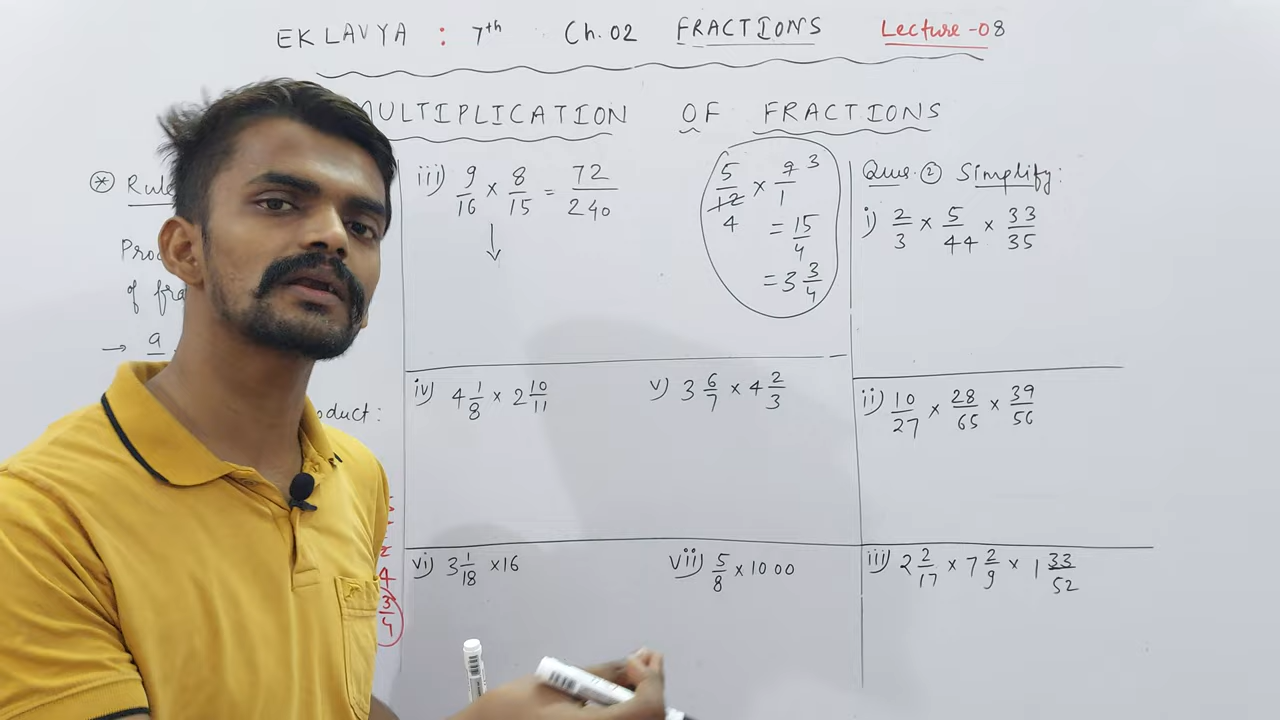 EKLAVYA : 7th Ch.02 FRACTIONS Lecture-08
MULTIPLICATION OF FRACTIONS
* Rule
of
→ a
oduct:
3/4
iii) 9/16 × 8/15 = 72/240
↓
5/12 × 9/1
4 3
= 15/4
= 3 3/4
iv) 4 1/8 × 2 10/11
v) 3 6/7 × 4 2/3
vi) 3 1/18 × 16
vii) 5/8 × 1000
Ques. ② Simplify:
i) 2/3 × 5/44 × 33/35
ii) 10/27 × 28/65 × 39/56
iii) 2 2/17 × 7 2/9 × 1 33/52